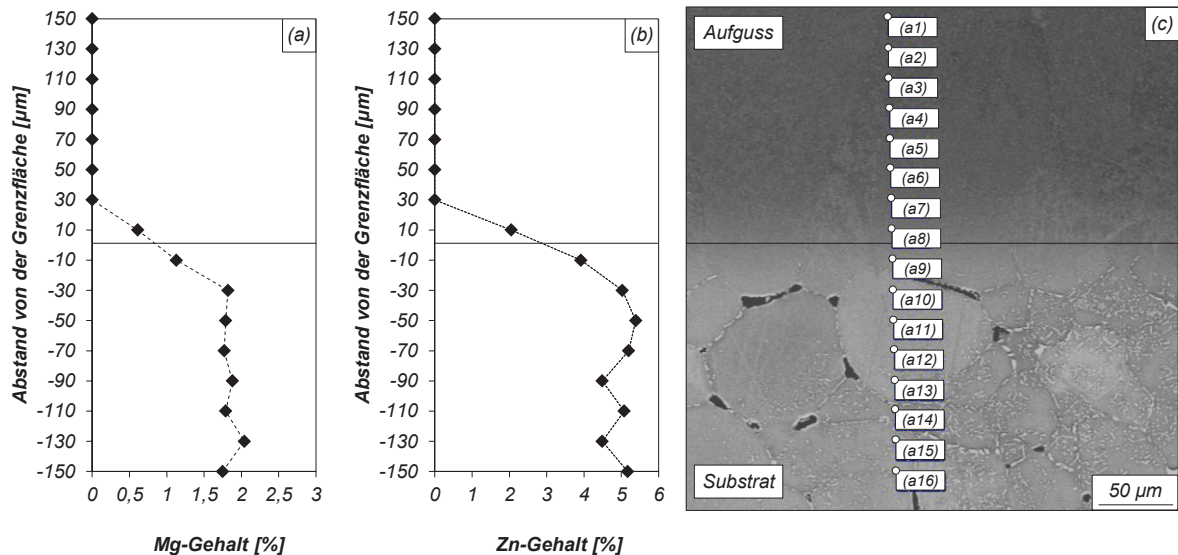 (a)
Abstand von der Grenzfläche [µm]
150
130
110
90
70
50
30
10
-10
-30
-50
-70
-90
-110
-130
-150
0 0,5 1 1,5 2 2,5 3
Mg-Gehalt [%]
(b)
Abstand von der Grenzfläche [µm]
150
130
110
90
70
50
30
10
-10
-30
-50
-70
-90
-110
-130
-150
0 1 2 3 4 5 6
Zn-Gehalt [%]
(c)
Aufguss
(a1)
(a2)
(a3)
(a4)
(a5)
(a6)
(a7)
(a8)
(a9)
(a10)
(a11)
(a12)
(a13)
(a14)
(a15)
(a16)
Substrat
50 µm